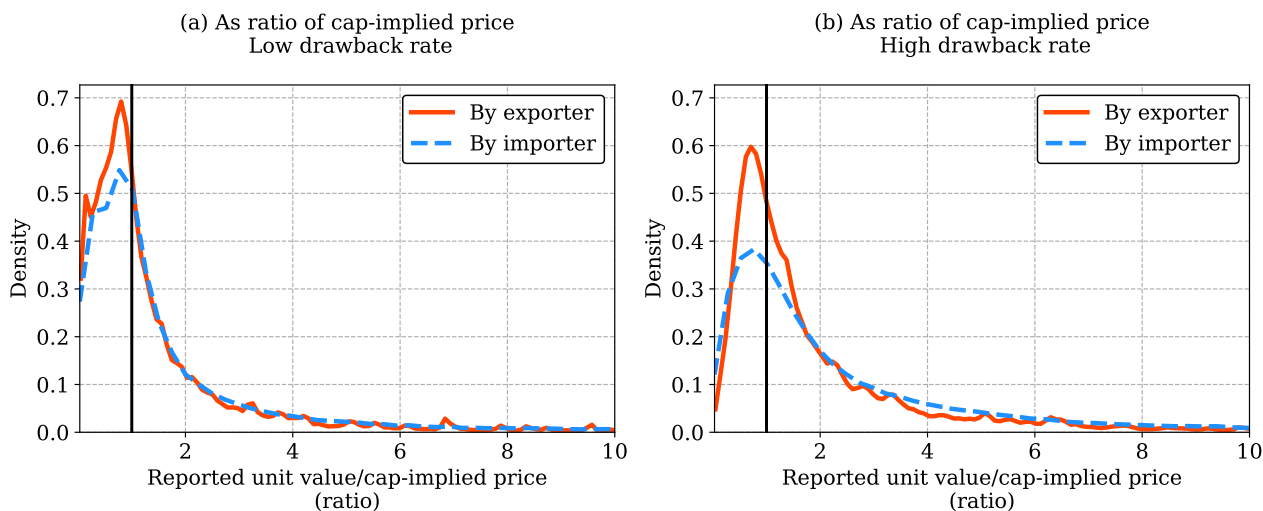 (a) As ratio of cap-implied price
Low drawback rate
0.7
0.6
0.5
0.4
0.3
0.2
0.1
0.0
Density
By exporter
By importer
2
4
6
8
10
Reported unit value/cap-implied price
(ratio)
(b) As ratio of cap-implied price
High drawback rate
0.7
0.6
0.5
0.4
0.3
0.2
0.1
0.0
Density
By exporter
By importer
2
4
6
8
10
Reported unit value/cap-implied price
(ratio)